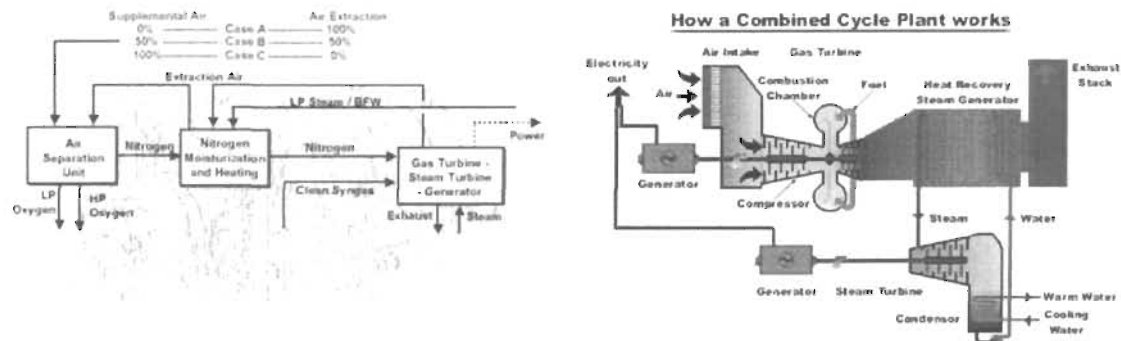 Supplemental Air Air Extraction
0% Case A 100%
50% Case B 50%
100% Case C 0%
Extraction Air
LP Steam / BFW
Power
Air
Separation
Unit
Nitrogen
Nitrogen
Moisturization
and Heating
Nitrogen
Gas Turbine -
Steam Turbine -
Generator
Clean Syngas
LP
Oxygen
HP
Oxygen
Exhaust
Steam
How a Combined Cycle Plant works
Air Intake
Gas Turbine
Electricity
out
Combustion
Chamber
Fuel
Heat Recovery
Steam Generator
Exhaust
Stack
Air
Generator
Compressor
Steam
Water
Generator
Steam Turbine
Condensor
Warm Water
Cooling
Water